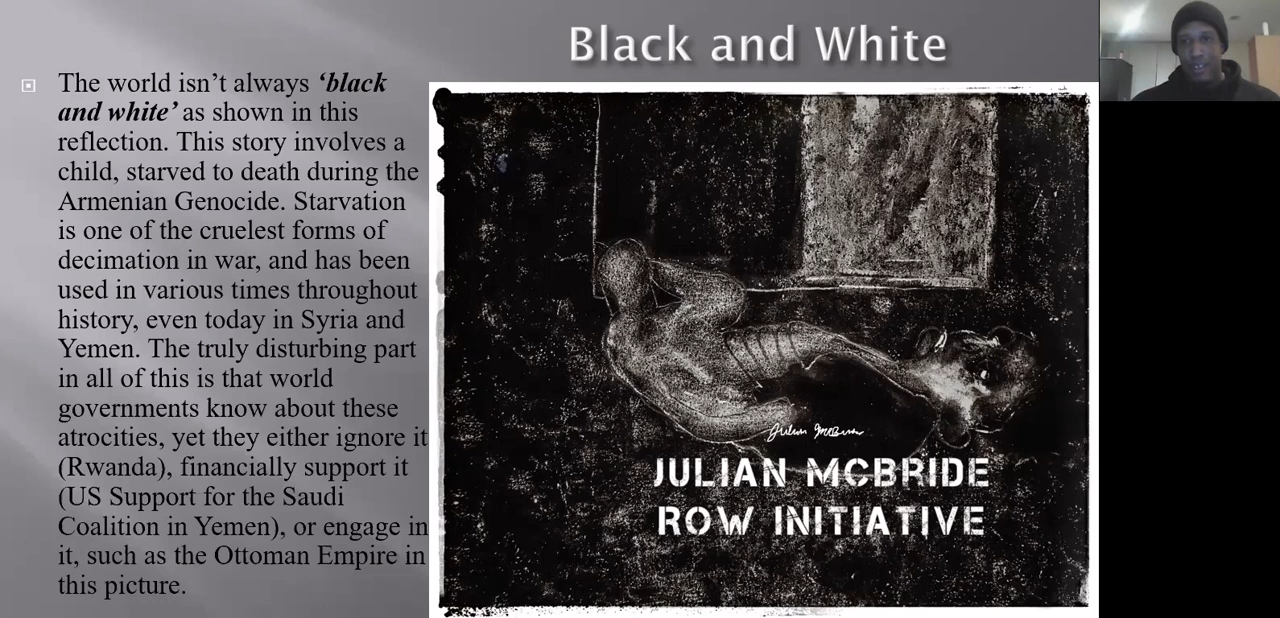 Black and White
The world isn’t always ‘black
and white’ as shown in this
reflection. This story involves a
child, starved to death during the
Armenian Genocide. Starvation
is one of the cruelest forms of
decimation in war, and has been
used in various times throughout
history, even today in Syria and
Yemen. The truly disturbing part
in all of this is that world
governments know about these
atrocities, yet they either ignore it
(Rwanda), financially support it
(US Support for the Saudi
Coalition in Yemen), or engage in
it, such as the Ottoman Empire in
this picture.
Julian McBride
JULIAN MCBRIDE
ROW INITIATIVE